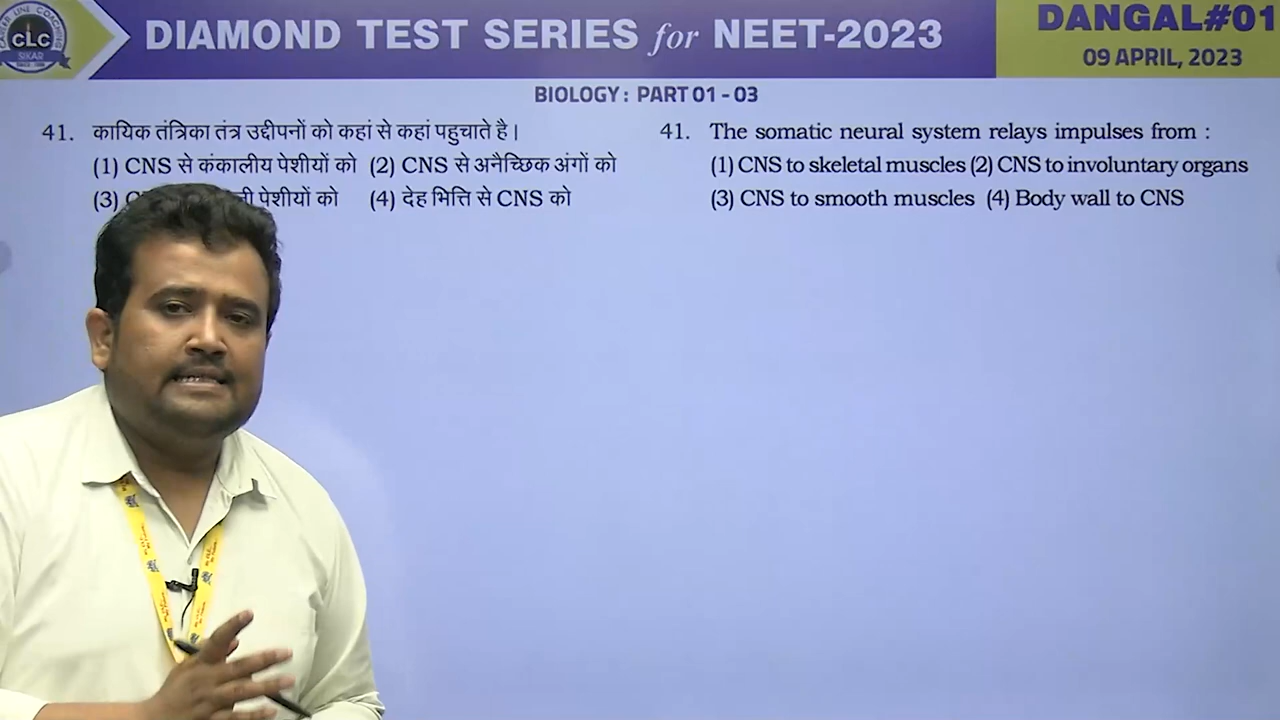 CLC
SIKAR
DIAMOND TEST SERIES for NEET-2023
DANGAL#01
09 APRIL, 2023
BIOLOGY : PART 01 - 03
41. कायिक तंत्रिका तंत्र उद्दीपनों को कहां से कहां पहुचाते है।
(1) CNS से कंकालीय पेशीयों को (2) CNS से अनैच्छिक अंगों को
(3) पेशीयों को (4) देह भित्ति से CNS को
41. The somatic neural system relays impulses from :
(1) CNS to skeletal muscles (2) CNS to involuntary organs
(3) CNS to smooth muscles (4) Body wall to CNS